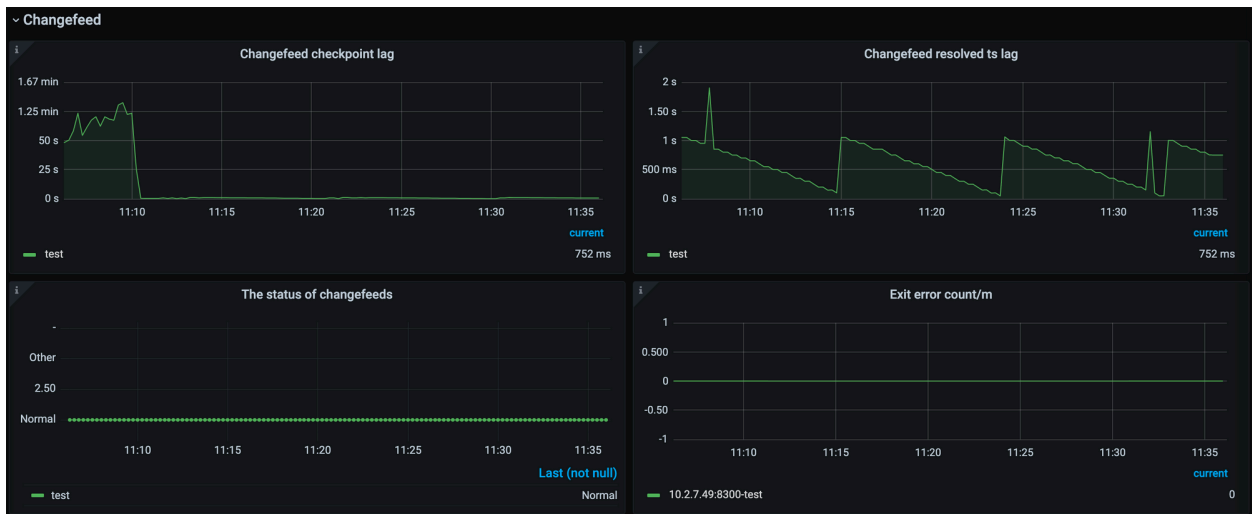 Changefeed
i
Changefeed checkpoint lag
1.67 min
1.25 min
50 s
25 s
0 s
11:10 11:15 11:20 11:25 11:30 11:35
current
test 752 ms
i
Changefeed resolved ts lag
2 s
1.50 s
1 s
500 ms
0 s
11:10 11:15 11:20 11:25 11:30 11:35
current
test 752 ms
i
The status of changefeeds
-
Other
2.50
Normal
11:10 11:15 11:20 11:25 11:30 11:35
Last (not null)
test Normal
i
Exit error count/m
1
0.500
0
-0.50
-1
11:10 11:15 11:20 11:25 11:30 11:35
current
10.2.7.49:8300-test 0